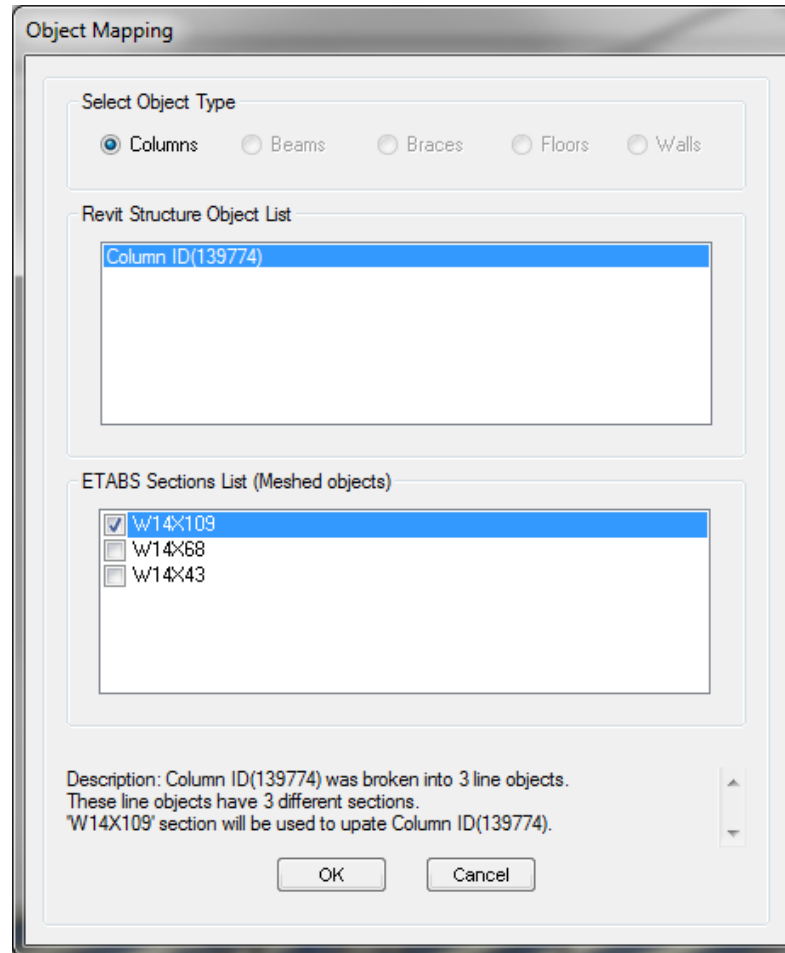 Object Mapping
Select Object Type
Columns Beams Braces Floors Walls
Revit Structure Object List
Column ID(139774)
ETABS Sections List (Meshed objects)
W14X109
W14X68
W14X43
Description: Column ID(139774) was broken into 3 line objects.
These line objects have 3 different sections.
'W14X109' section will be used to upate Column ID(139774).
OK Cancel